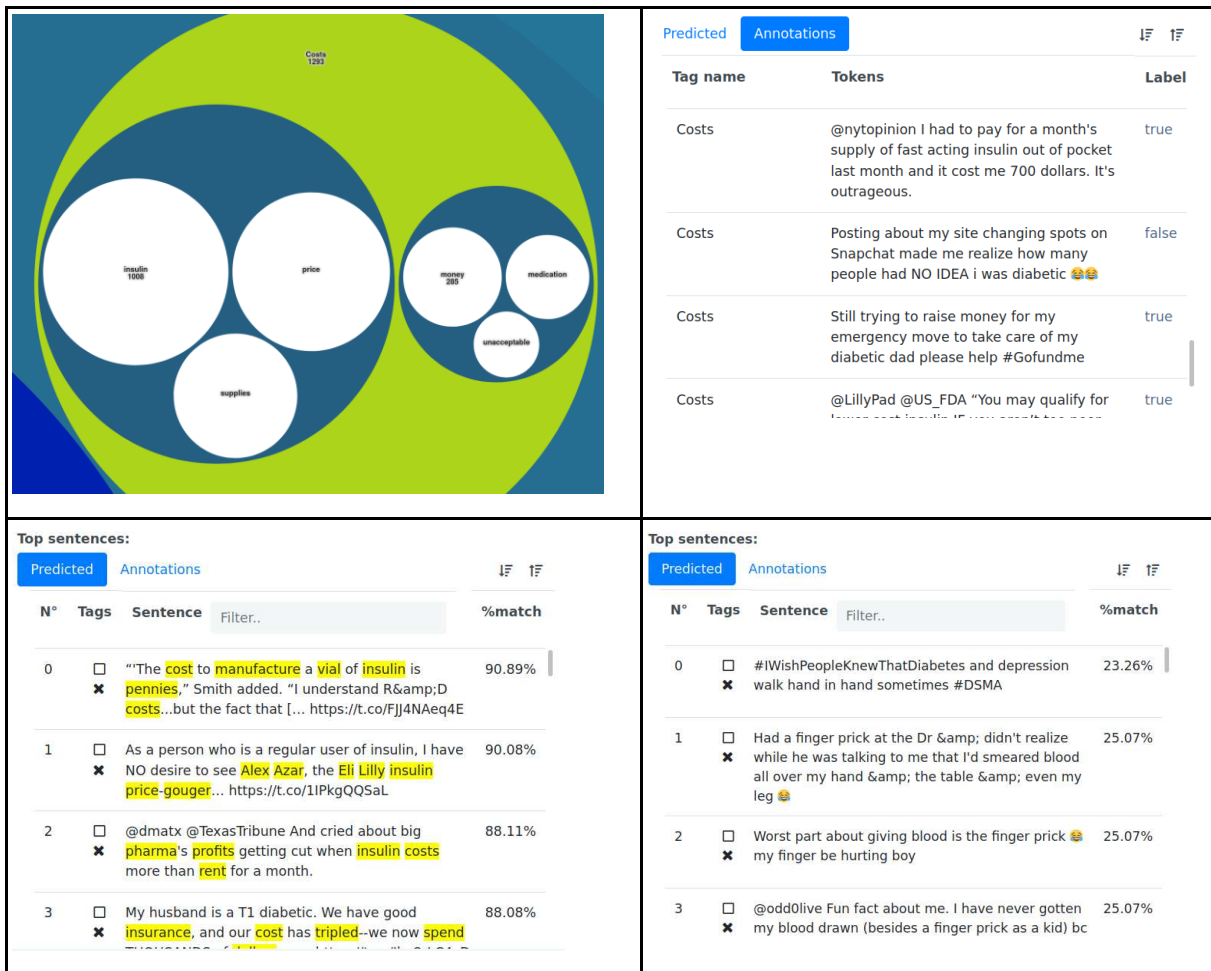 Costs
1293
insulin
1008
price
supplies
money
285
medication
unacceptable
Predicted
Annotations
Tag name Tokens Label
Costs @nytopinion I had to pay for a month's true
supply of fast acting insulin out of pocket
last month and it cost me 700 dollars. It's
outrageous.
Costs Posting about my site changing spots on false
Snapchat made me realize how many
people had NO IDEA i was diabetic 😂😂
Costs Still trying to raise money for my true
emergency move to take care of my
diabetic dad please help #Gofundme
Costs @LillyPad @US_FDA “You may qualify for true
Top sentences:
Predicted Annotations
N° Tags Sentence Filter.. %match
0 “'The cost to manufacture a vial of insulin is 90.89%
pennies,” Smith added. “I understand R&amp;D
costs...but the fact that [… https://t.co/FJJ4NAeq4E
1 As a person who is a regular user of insulin, I have 90.08%
NO desire to see Alex Azar, the Eli Lilly insulin
price-gouger… https://t.co/1IPkgQQSaL
2 @dmatx @TexasTribune And cried about big 88.11%
pharma's profits getting cut when insulin costs
more than rent for a month.
3 My husband is a T1 diabetic. We have good 88.08%
insurance, and our cost has tripled--we now spend
Top sentences:
Predicted Annotations
N° Tags Sentence Filter.. %match
0 #IWishPeopleKnewThatDiabetes and depression 23.26%
walk hand in hand sometimes #DSMA
1 Had a finger prick at the Dr &amp; didn't realize 25.07%
while he was talking to me that I'd smeared blood
all over my hand &amp; the table &amp; even my
leg 😂
2 Worst part about giving blood is the finger prick 😂 25.07%
my finger be hurting boy
3 @odd0live Fun fact about me. I have never gotten 25.07%
my blood drawn (besides a finger prick as a kid) bc